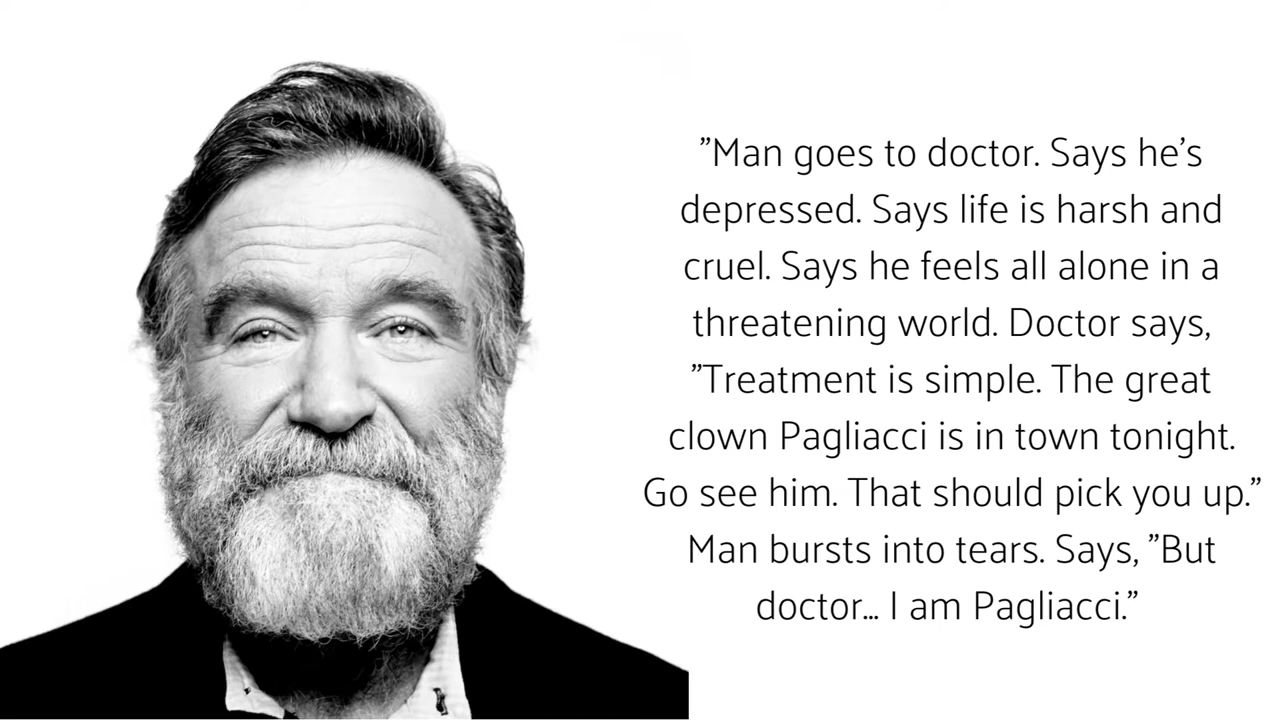 ”Man goes to doctor. Says he’s
depressed. Says life is harsh and
cruel. Says he feels all alone in a
threatening world. Doctor says,
”Treatment is simple. The great
clown Pagliacci is in town tonight.
Go see him. That should pick you up.”
Man bursts into tears. Says, ”But
doctor... I am Pagliacci.”